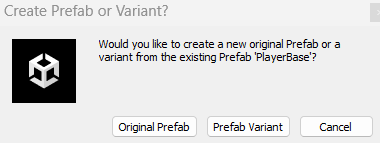 Create Prefab or Variant?
Would you like to create a new original Prefab or a
variant from the existing Prefab 'PlayerBase'?
Original Prefab
Prefab Variant
Cancel